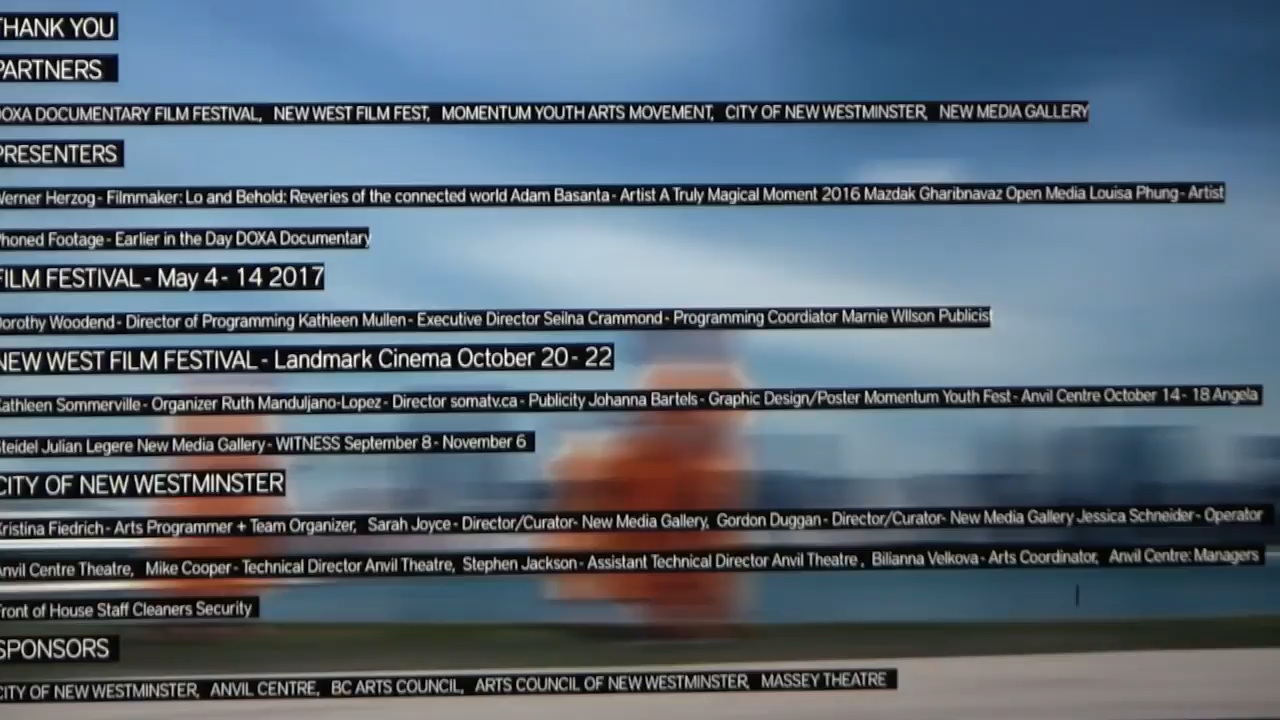 THANK YOU
PARTNERS
DOXA DOCUMENTARY FILM FESTIVAL, NEW WEST FILM FEST, MOMENTUM YOUTH ARTS MOVEMENT, CITY OF NEW WESTMINSTER, NEW MEDIA GALLERY
PRESENTERS
Werner Herzog - Filmmaker: Lo and Behold: Reveries of the connected world Adam Basanta - Artist A Truly Magical Moment 2016 Mazdak Gharibnavaz Open Media Louisa Phung - Artist
Phoned Footage - Earlier in the Day DOXA Documentary
FILM FESTIVAL - May 4 - 14 2017
Dorothy Woodend - Director of Programming Kathleen Mullen - Executive Director Seilna Crammond - Programming Coordiator Marnie WIlson Publicist
NEW WEST FILM FESTIVAL - Landmark Cinema October 20 - 22
Kathleen Sommerville - Organizer Ruth Manduljano-Lopez - Director somatv.ca - Publicity Johanna Bartels - Graphic Design/Poster Momentum Youth Fest - Anvil Centre October 14 - 18 Angela
Steidel Julian Legere New Media Gallery - WITNESS September 8 - November 6
CITY OF NEW WESTMINSTER
Kristina Fiedrich - Arts Programmer + Team Organizer, Sarah Joyce - Director/Curator- New Media Gallery, Gordon Duggan - Director/Curator- New Media Gallery Jessica Schneider - Operator
Anvil Centre Theatre, Mike Cooper - Technical Director Anvil Theatre, Stephen Jackson - Assistant Technical Director Anvil Theatre , Bilianna Velkova - Arts Coordinator, Anvil Centre: Managers
Front of House Staff Cleaners Security
SPONSORS
CITY OF NEW WESTMINSTER, ANVIL CENTRE, BC ARTS COUNCIL, ARTS COUNCIL OF NEW WESTMINSTER, MASSEY THEATRE